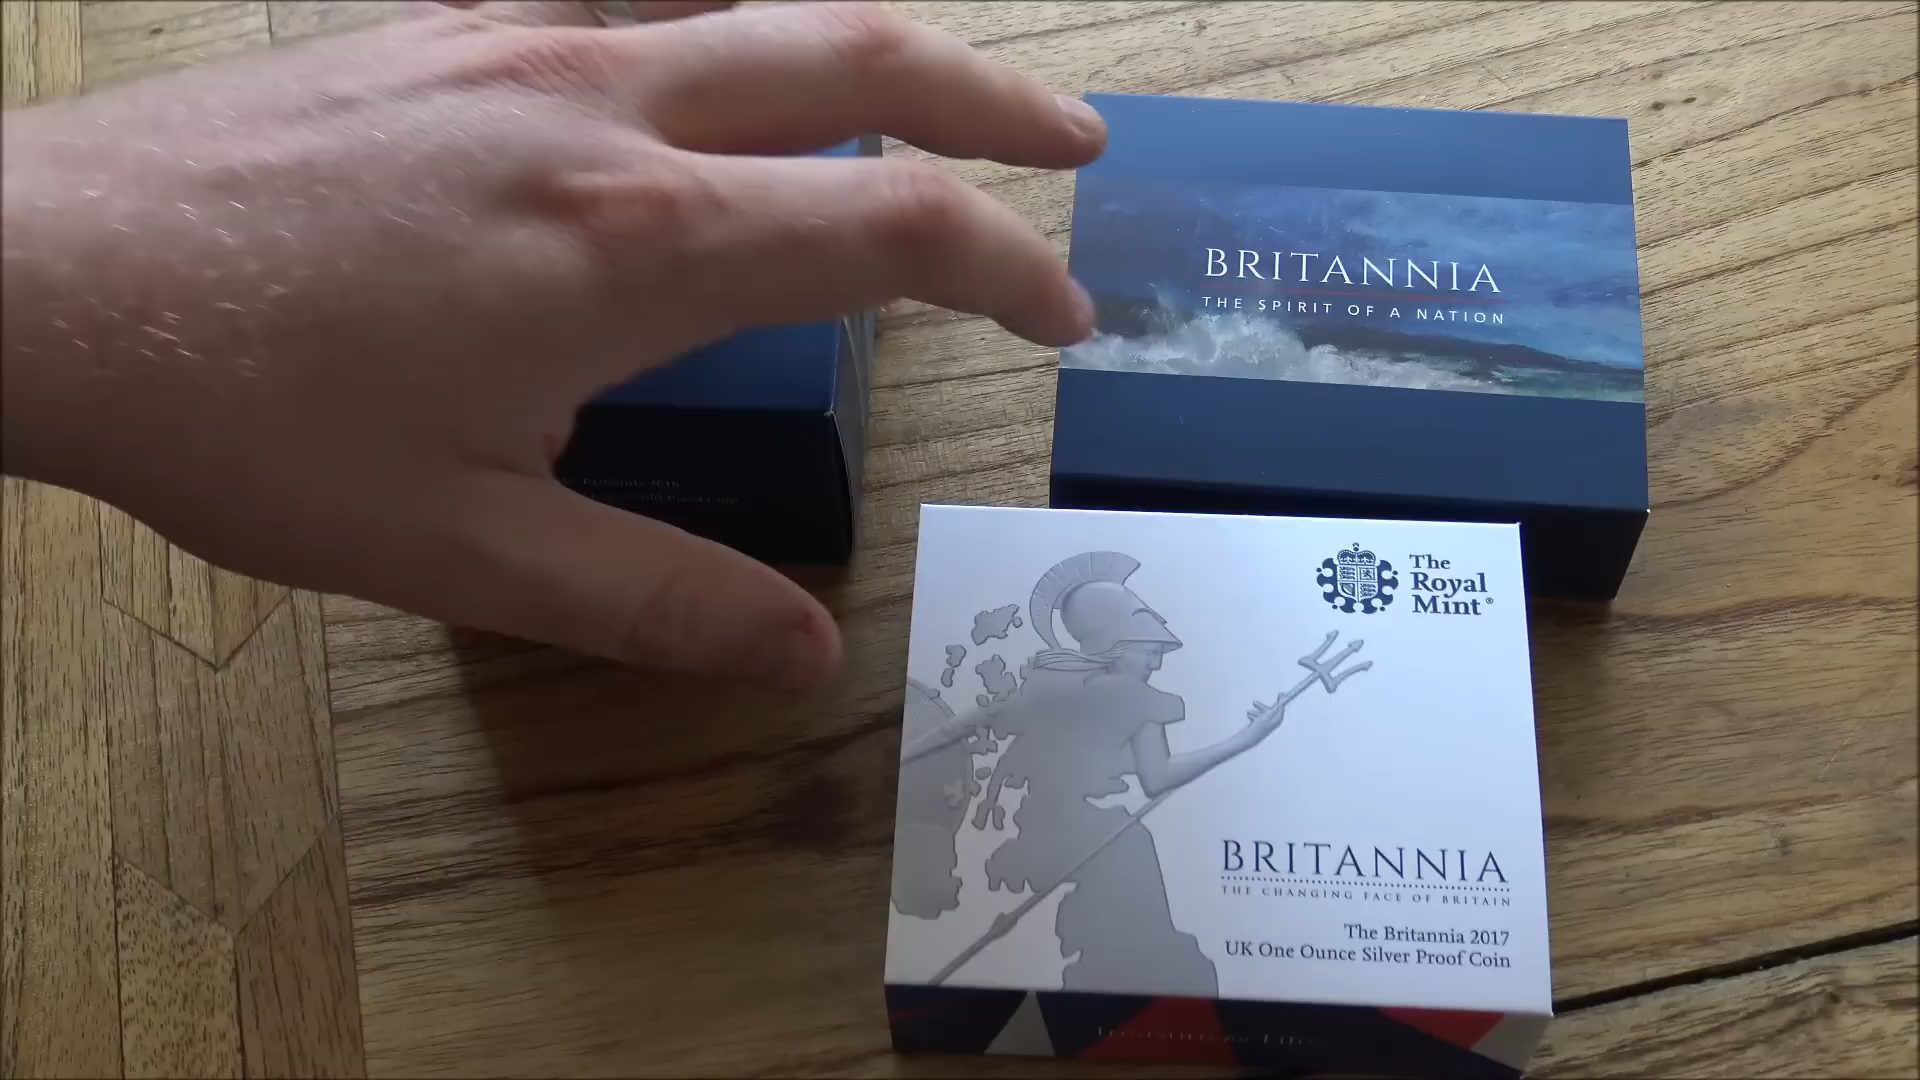 BRITANNIA
THE SPIRIT OF A NATION
The
Royal
Mint®
BRITANNIA
THE CHANGING FACE OF BRITAIN
The Britannia 2017
UK One Ounce Silver Proof Coin